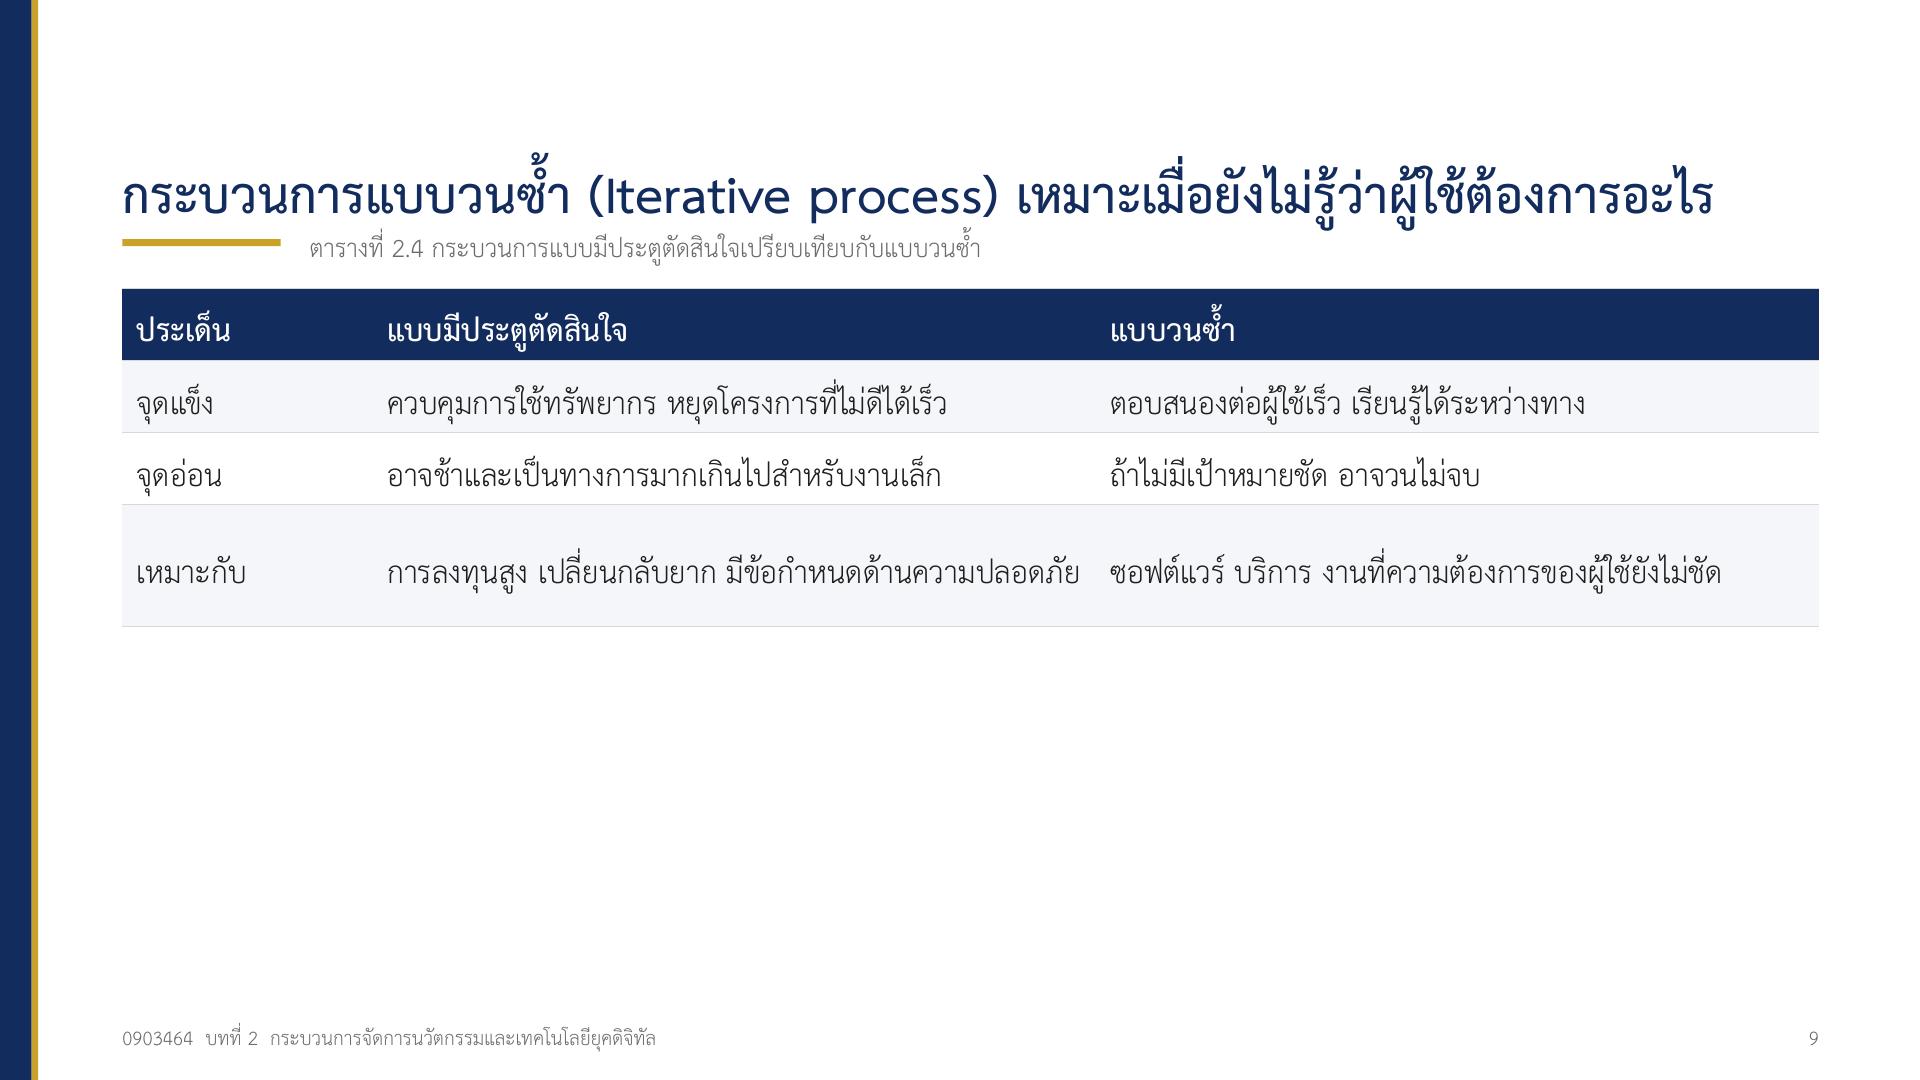 กระบวนการแบบวนซ้ำ (Iterative process) เหมาะเมื่อยังไม่รู้ว่าผู้ใช้ต้องการอะไร
ตารางที่ 2.4 กระบวนการแบบมีประตูตัดสินใจเปรียบเทียบกับแบบวนซ้ำ
ประเด็น แบบมีประตูตัดสินใจ แบบวนซ้ำ
จุดแข็ง ควบคุมการใช้ทรัพยากร หยุดโครงการที่ไม่ดีได้เร็ว ตอบสนองต่อผู้ใช้เร็ว เรียนรู้ได้ระหว่างทาง
จุดอ่อน อาจช้าและเป็นทางการมากเกินไปสำหรับงานเล็ก ถ้าไม่มีเป้าหมายชัด อาจวนไม่จบ
เหมาะกับ การลงทุนสูง เปลี่ยนกลับยาก มีข้อกำหนดด้านความปลอดภัย ซอฟต์แวร์ บริการ งานที่ความต้องการของผู้ใช้ยังไม่ชัด
0903464 บทที่ 2 กระบวนการจัดการนวัตกรรมและเทคโนโลยียุคดิจิทัล 9